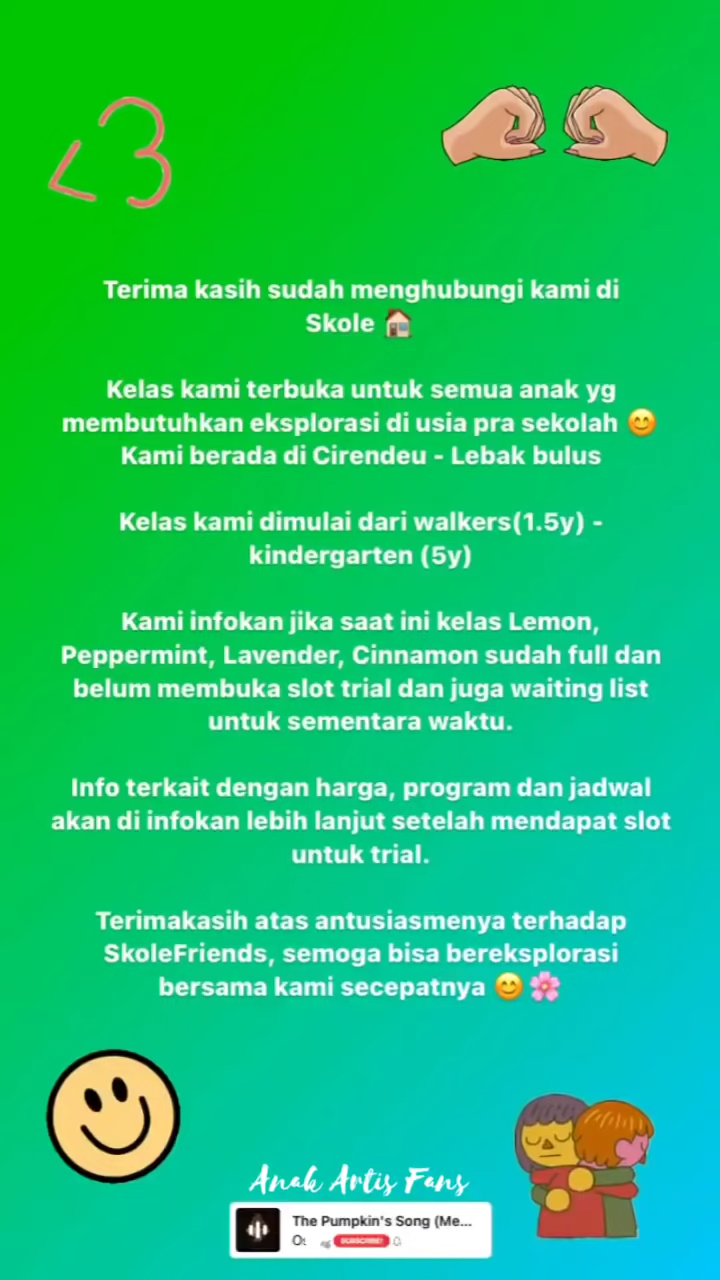 <3
Terima kasih sudah menghubungi kami di
Skole 🏠
Kelas kami terbuka untuk semua anak yg
membutuhkan eksplorasi di usia pra sekolah 😊
Kami berada di Cirendeu - Lebak bulus
Kelas kami dimulai dari walkers(1.5y) -
kindergarten (5y)
Kami infokan jika saat ini kelas Lemon,
Peppermint, Lavender, Cinnamon sudah full dan
belum membuka slot trial dan juga waiting list
untuk sementara waktu.
Info terkait dengan harga, program dan jadwal
akan di infokan lebih lanjut setelah mendapat slot
untuk trial.
Terimakasih atas antusiasmenya terhadap
SkoleFriends, semoga bisa bereksplorasi
bersama kami secepatnya 😊🌸
Anak Artis Fans
The Pumpkin's Song (Me...
SUBSCRIBE!